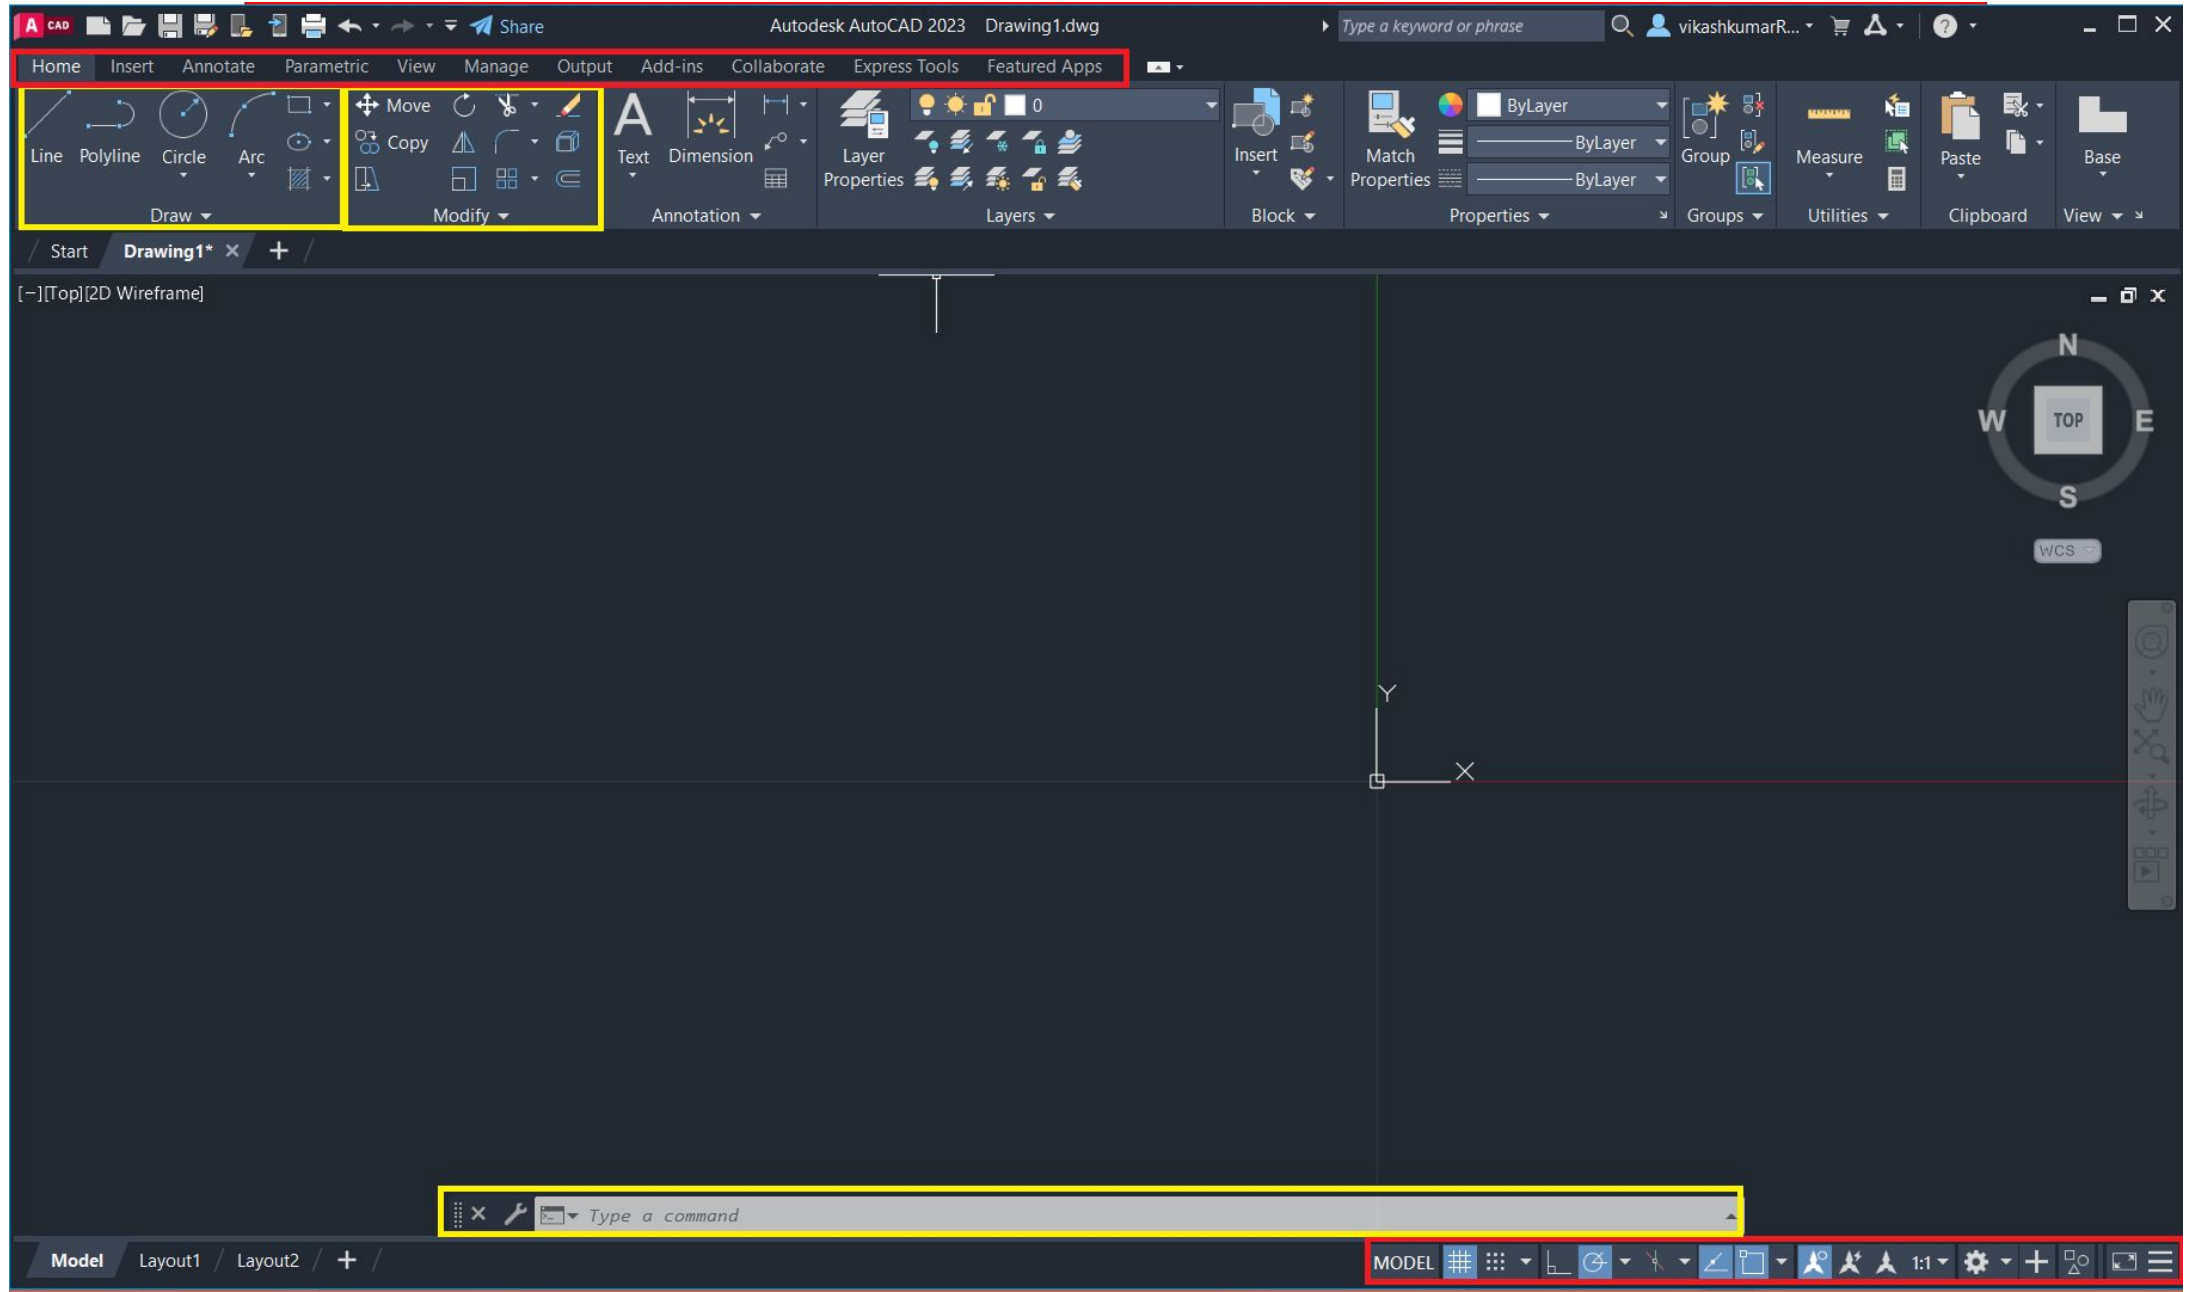 A CAD Share Autodesk AutoCAD 2023 Drawing1.dwg Type a keyword or phrase vikashkumarR... ?
Home Insert Annotate Parametric View Manage Output Add-ins Collaborate Express Tools Featured Apps
Line Polyline Circle Arc
Move
Copy
A Text Dimension
Layer Properties
0
Insert
Match Properties
ByLayer
ByLayer
ByLayer
Group
Measure
Paste
Base
Draw Modify Annotation Layers Block Properties Groups Utilities Clipboard View
Start Drawing1* × +
[−][Top][2D Wireframe]
N
W TOP E
S
WCS
Y
X
Type a command
Model Layout1 Layout2 + MODEL 1:1